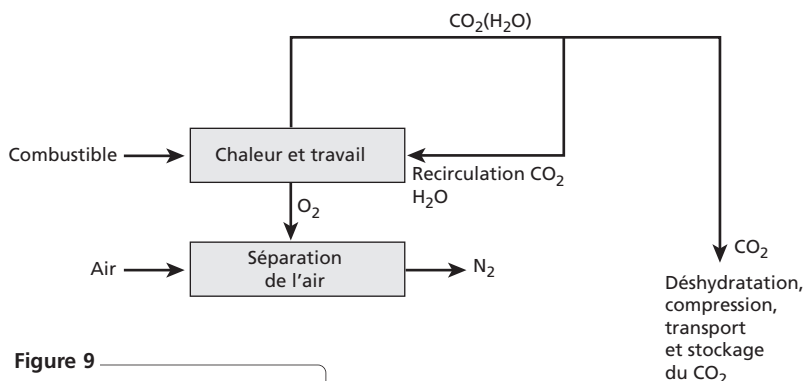 CO₂(H₂O)
Combustible
Chaleur et travail
Recirculation CO₂
H₂O
O₂
Air
Séparation
de l'air
N₂
CO₂
Déshydratation,
compression,
transport
et stockage
du CO₂
Figure 9